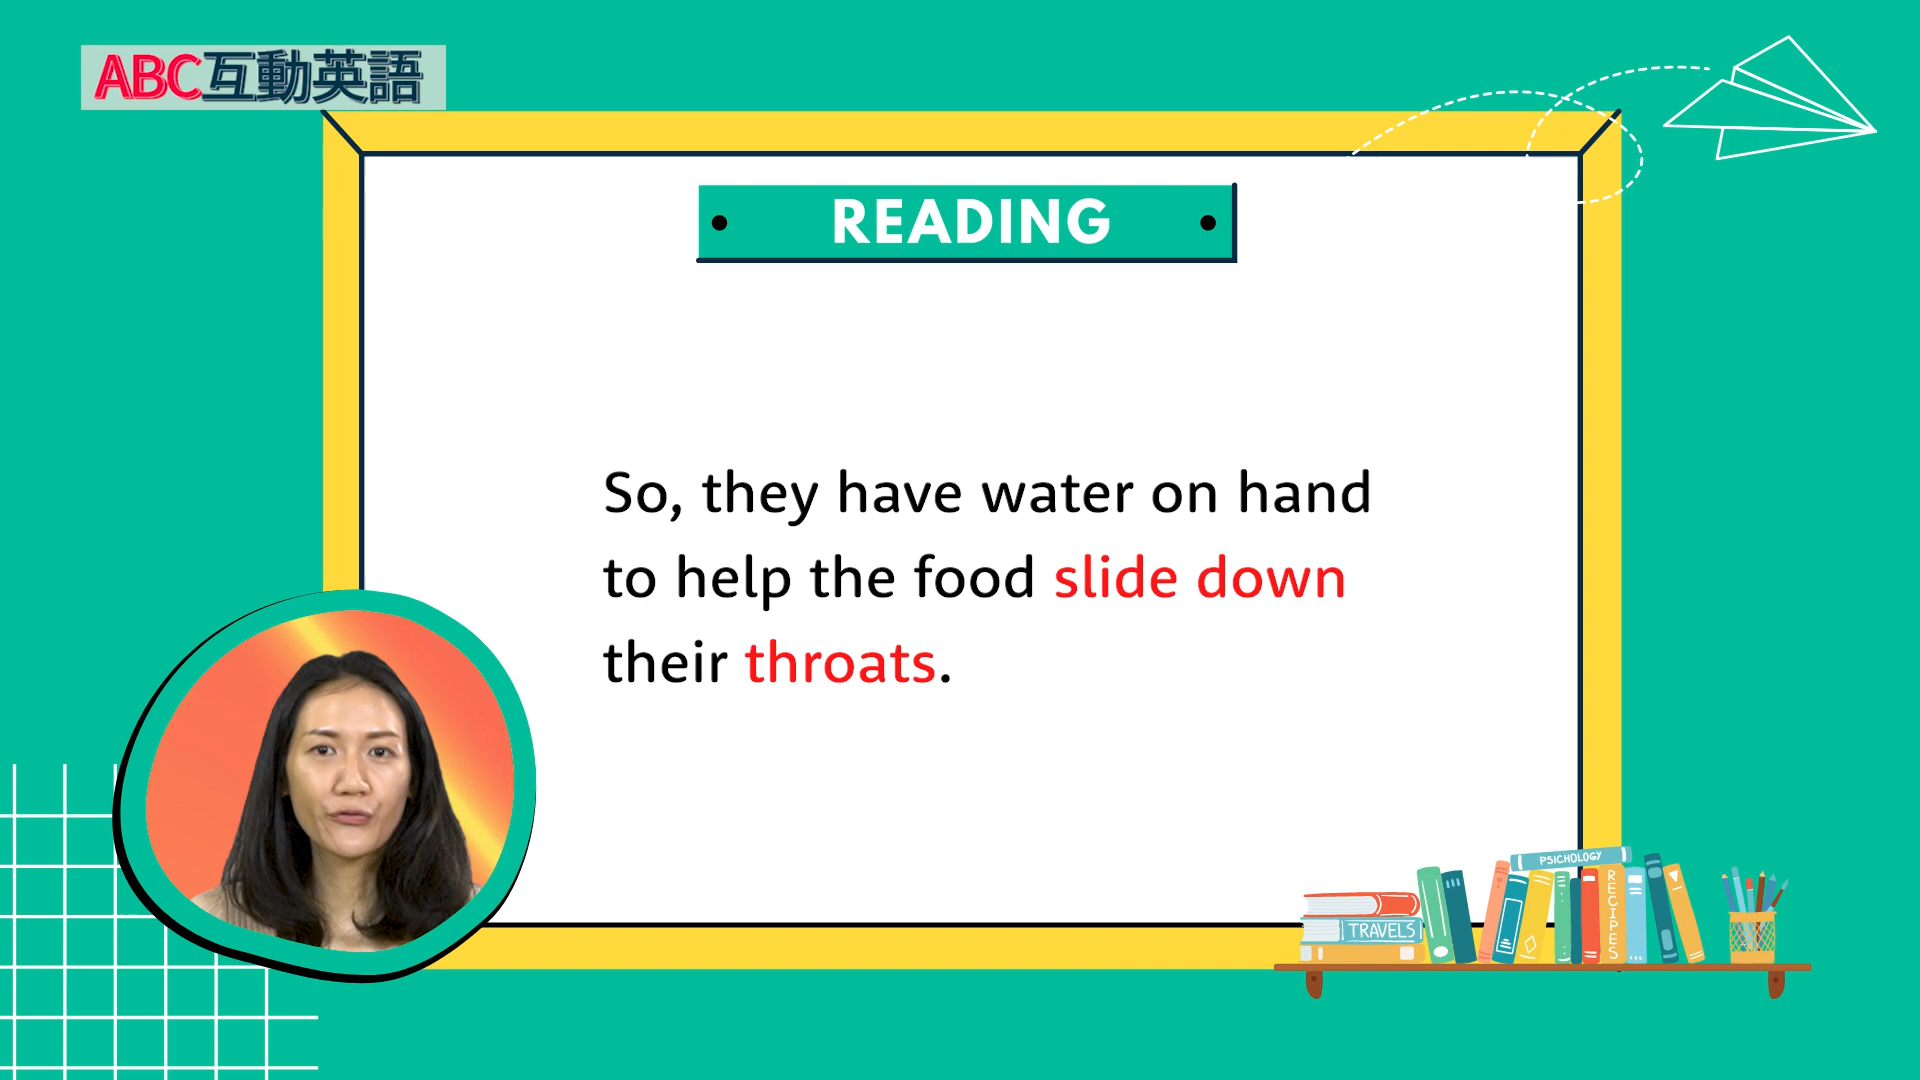 ABC互動英語
READING
So, they have water on hand
to help the food slide down
their throats.
PSICHOLOGY
TRAVELS
RECIPES